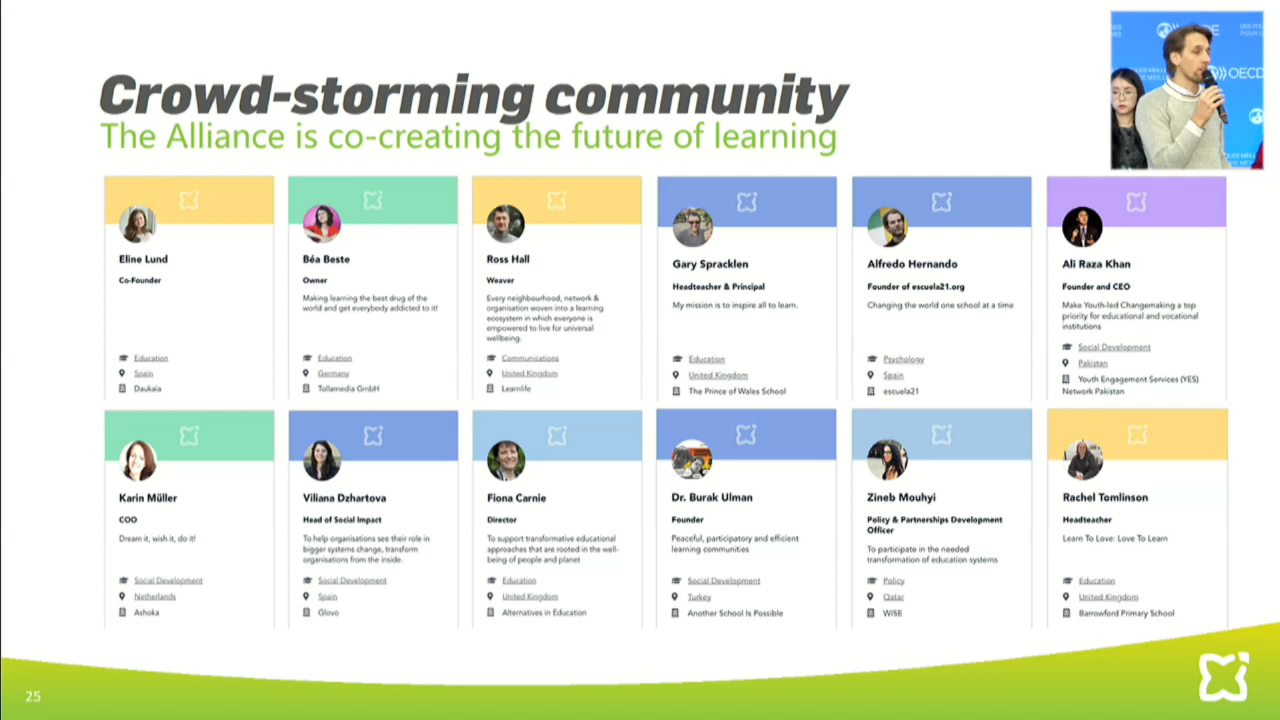 Crowd-storming community
The Alliance is co-creating the future of learning
OECD
Eline Lund
Co-Founder
Education
Spain
Daukaia
Béa Beste
Owner
Making learning the best drug of the
world and get everybody addicted to it!
Education
Germany
Tollamedia GmbH
Ross Hall
Weaver
Every neighbourhood, network &
organisation woven into a learning
ecosystem in which everyone is
empowered to live for universal
wellbeing.
Communications
United Kingdom
Learnlife
Gary Spracklen
Headteacher & Principal
My mission is to inspire all to learn.
Education
United Kingdom
The Prince of Wales School
Alfredo Hernando
Founder of escuela21.org
Changing the world one school at a time
Psychology
Spain
escuela21
Ali Raza Khan
Founder and CEO
Make Youth-led Changemaking a top
priority for educational and vocational
institutions
Social Development
Pakistan
Youth Engagement Services (YES)
Network Pakistan
Karin Müller
COO
Dream it, wish it, do it!
Social Development
Netherlands
Ashoka
Viliana Dzhartova
Head of Social Impact
To help organisations see their role in
bigger systems change, transform
organisations from the inside.
Social Development
Spain
Glovo
Fiona Carnie
Director
To support transformative educational
approaches that are rooted in the well-
being of people and planet
Education
United Kingdom
Alternatives in Education
Dr. Burak Ulman
Founder
Peaceful, participatory and efficient
learning communities
Social Development
Turkey
Another School Is Possible
Zineb Mouhyi
Policy & Partnerships Development
Officer
To participate in the needed
transformation of education systems
Policy
Qatar
WISE
Rachel Tomlinson
Headteacher
Learn To Love: Love To Learn
Education
United Kingdom
Barrowford Primary School
25